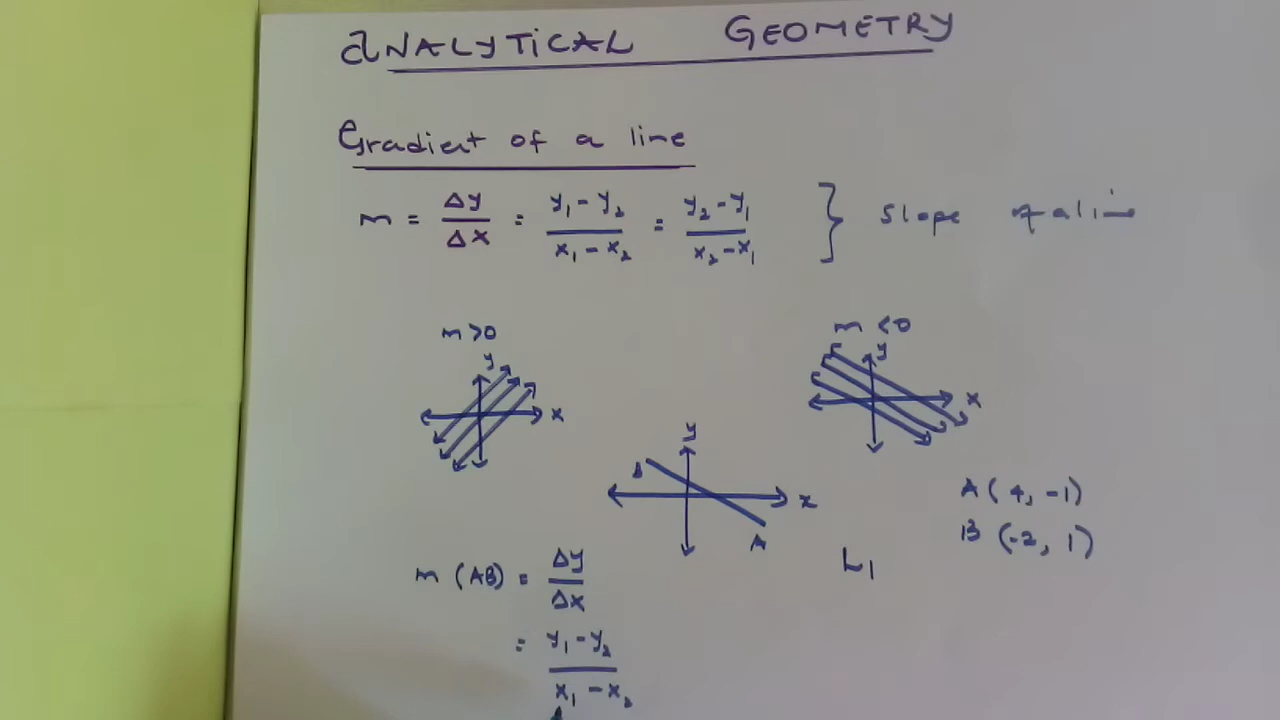 ANALYTICAL GEOMETRY
Gradient of a line
m = Δy/Δx = y₁-y₂/x₁-x₂ = y₂-y₁/x₂-x₁ } Slope of a line
m >0
m <0
y
x
y
x
y
B
x
A
A(4, -1)
B(-2, 1)
L₁
m (AB) = Δy/Δx
= y₁-y₂/x₁-x₂